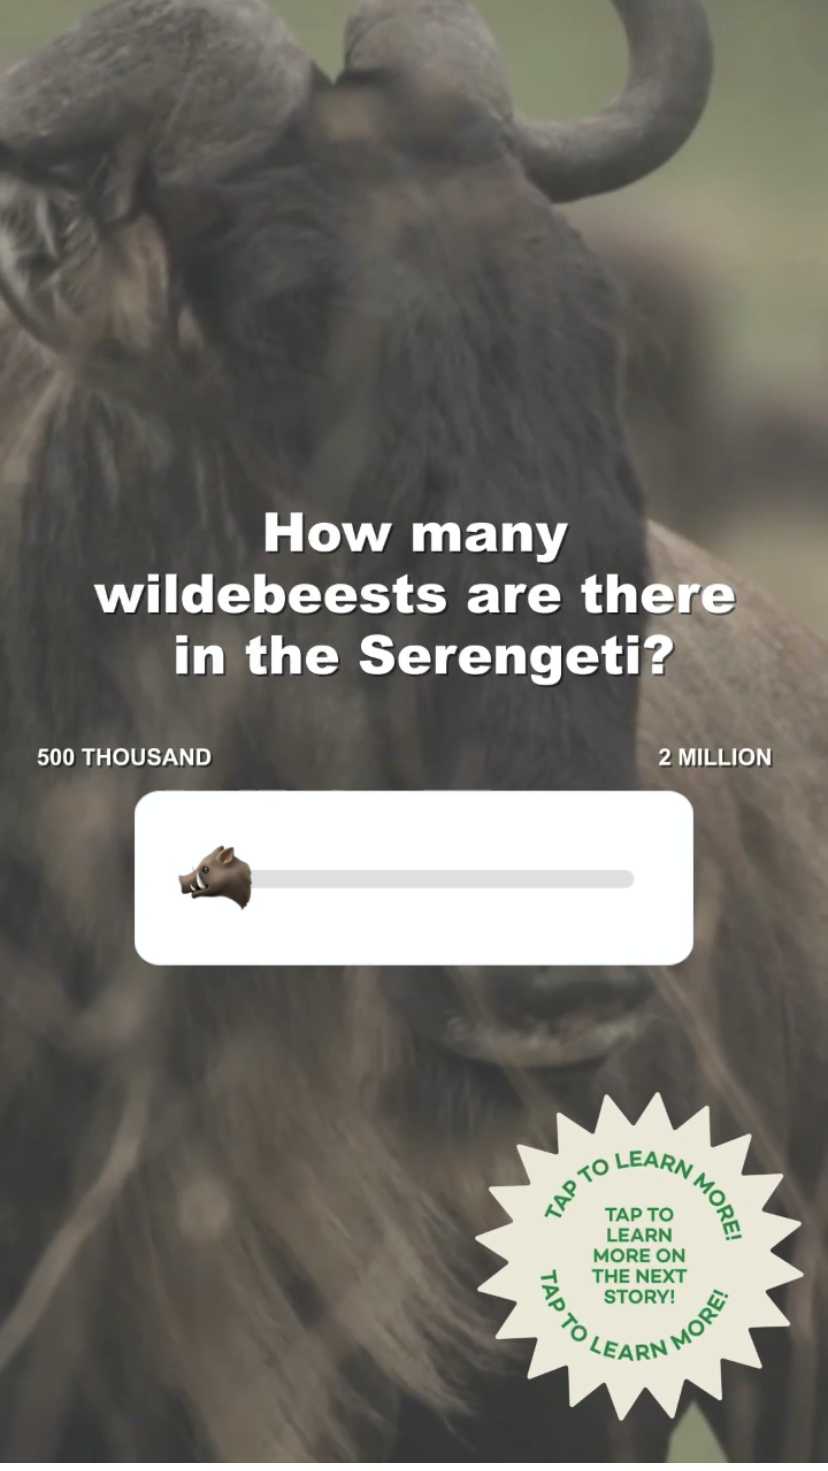 How many
wildebeests are there
in the Serengeti?
500 THOUSAND
2 MILLION
TAP TO LEARN MORE!
TAP TO
LEARN
MORE ON
THE NEXT
STORY!
TAP TO LEARN MORE!